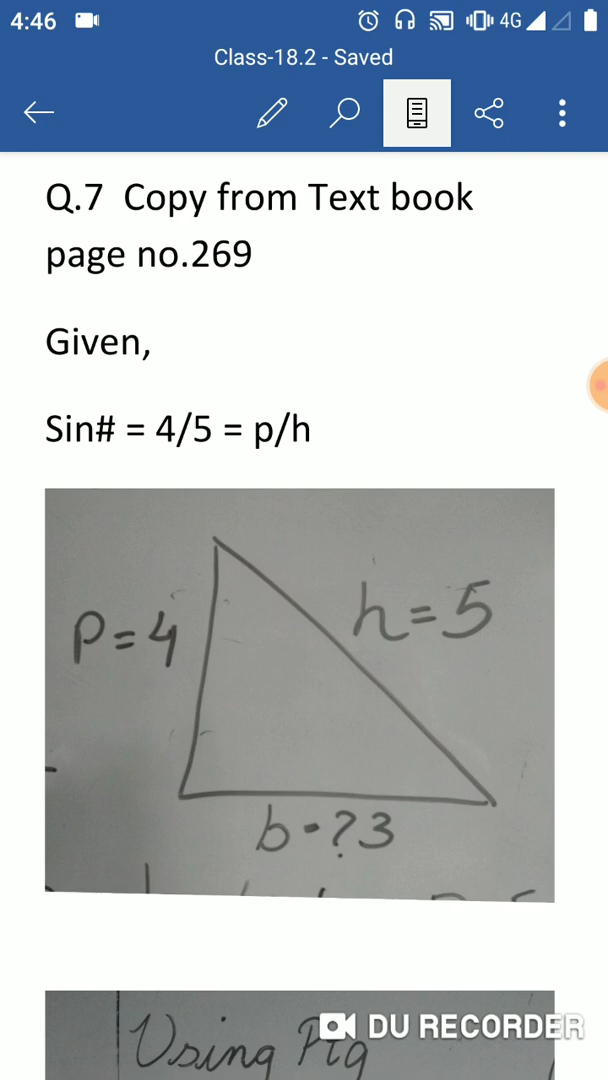 4:46
4G
Class-18.2 - Saved
Q.7 Copy from Text book
page no.269
Given,
Sin# = 4/5 = p/h
P=4
h=5
b-?3
Using
DU RECORDER